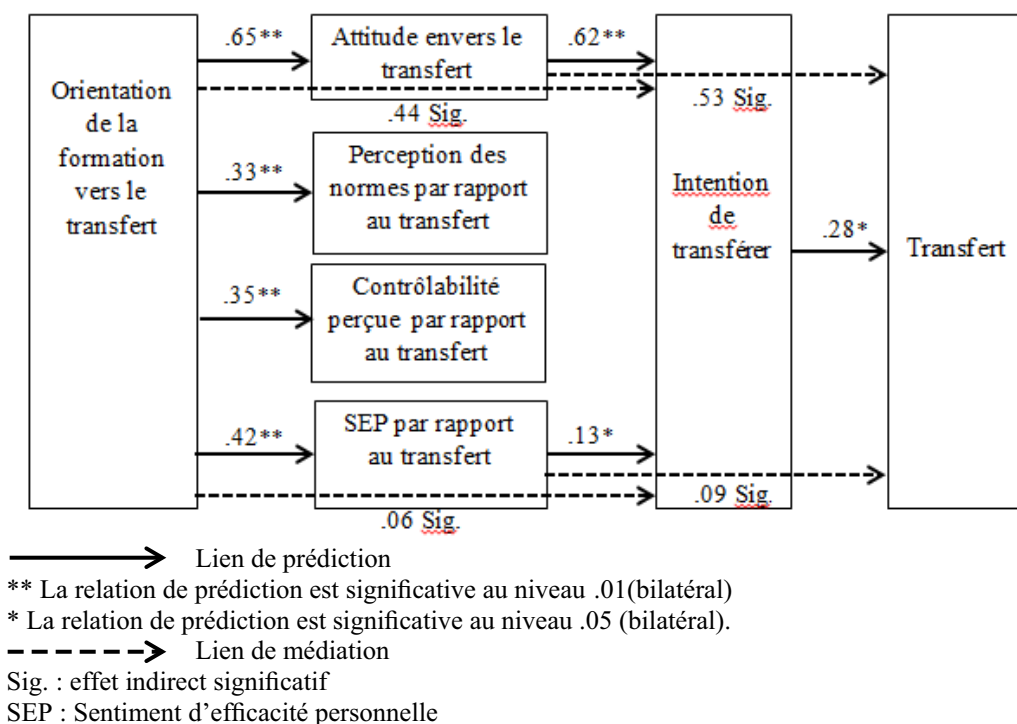 Orientation
de la
formation
vers le
transfert
.65**
Attitude envers le
transfert
.62**
.44 Sig.
.53 Sig.
.33**
Perception des
normes par rapport
au transfert
.35**
Contrôlabilité
perçue par rapport
au transfert
.42**
SEP par rapport
au transfert
.13*
.06 Sig.
.09 Sig.
Intention
de
transférer
.28*
Transfert
Lien de prédiction
** La relation de prédiction est significative au niveau .01(bilatéral)
* La relation de prédiction est significative au niveau .05 (bilatéral).
Lien de médiation
Sig. : effet indirect significatif
SEP : Sentiment d’efficacité personnelle